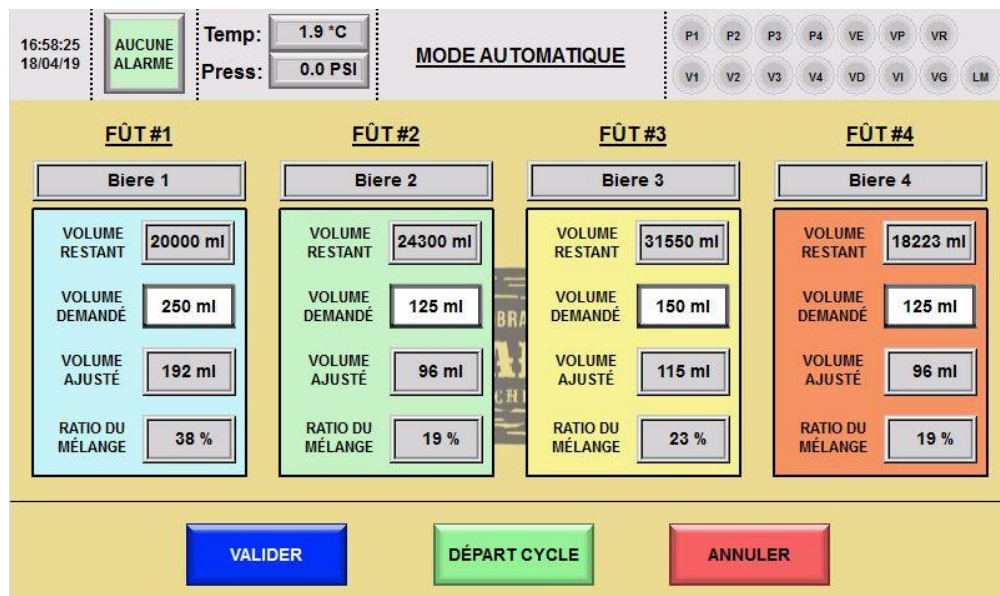 16:58:25
18/04/19
AUCUNE
ALARME
Temp:
1.9 °C
Press:
0.0 PSI
MODE AUTOMATIQUE
P1 P2 P3 P4 VE VP VR
V1 V2 V3 V4 VD VI VG LM
FÛT #1
Biere 1
VOLUME
RESTANT
20000 ml
VOLUME
DEMANDÉ
250 ml
VOLUME
AJUSTÉ
192 ml
RATIO DU
MÉLANGE
38 %
FÛT #2
Biere 2
VOLUME
RESTANT
24300 ml
VOLUME
DEMANDÉ
125 ml
VOLUME
AJUSTÉ
96 ml
RATIO DU
MÉLANGE
19 %
FÛT #3
Biere 3
VOLUME
RESTANT
31550 ml
VOLUME
DEMANDÉ
150 ml
VOLUME
AJUSTÉ
115 ml
RATIO DU
MÉLANGE
23 %
FÛT #4
Biere 4
VOLUME
RESTANT
18223 ml
VOLUME
DEMANDÉ
125 ml
VOLUME
AJUSTÉ
96 ml
RATIO DU
MÉLANGE
19 %
VALIDER
DÉPART CYCLE
ANNULER